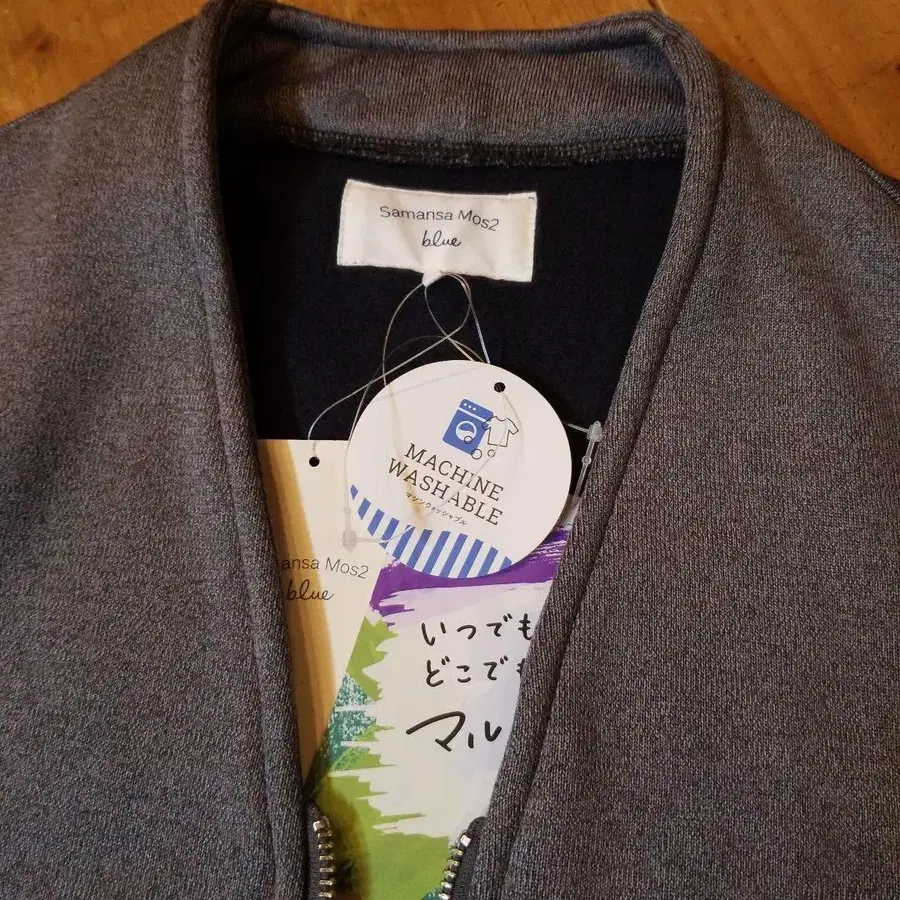 Samansa Mos2
blue
MACHINE
WASHABLE
マシンウォッシャブル
ansa Mos2
blue
いつでも
どこでも
マル